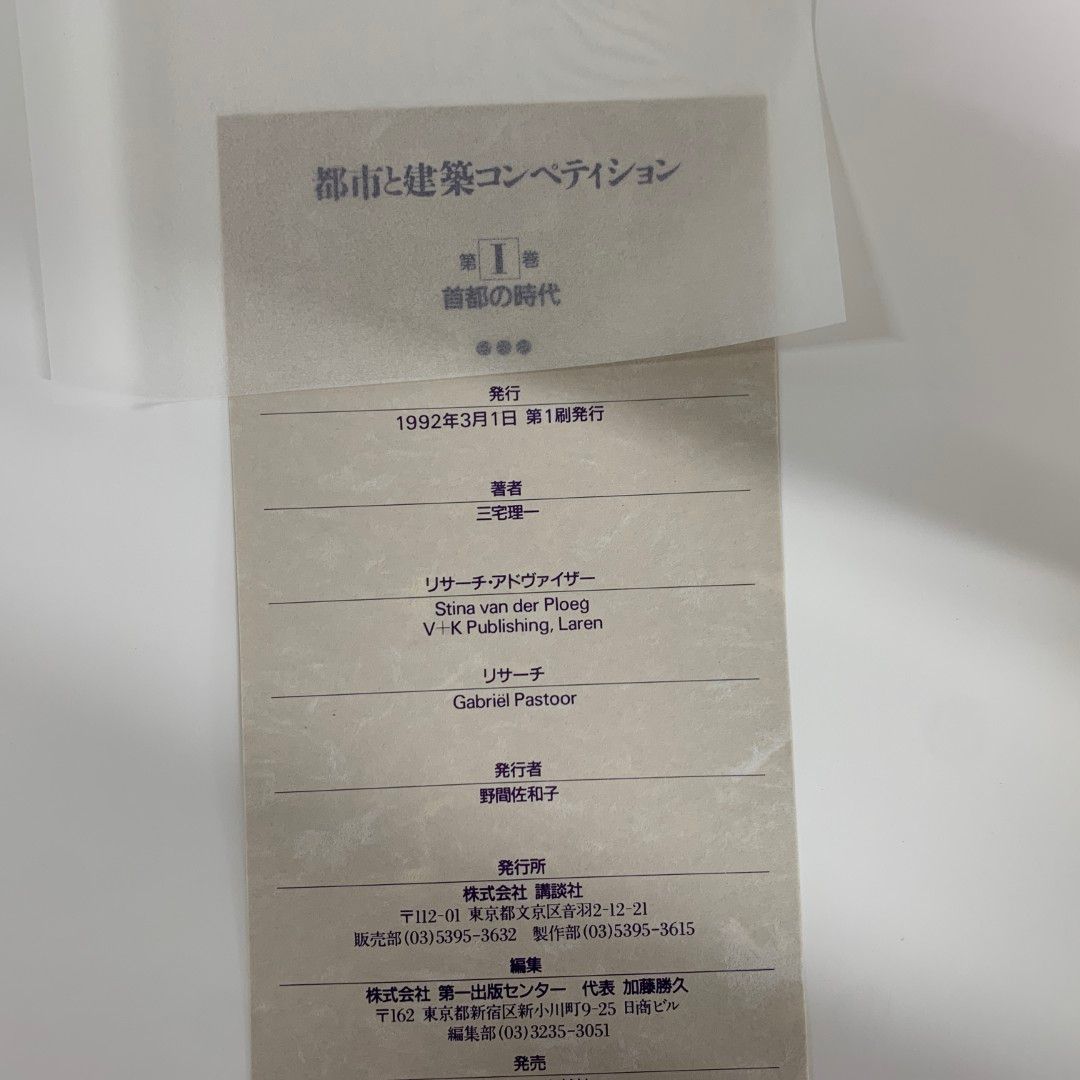 都市と建築コンペティション
第 I 巻
首都の時代
発行
1992年3月1日 第1刷発行
著者
三宅理一
リサーチ・アドヴァイザー
Stina van der Ploeg
V+K Publishing, Laren
リサーチ
Gabriël Pastoor
発行者
野間佐和子
発行所
株式会社 講談社
〒112-01 東京都文京区音羽2-12-21
販売部(03)5395-3632 製作部(03)5395-3615
編集
株式会社 第一出版センター 代表 加藤勝久
〒162 東京都新宿区新小川町9-25 日商ビル
編集部(03)3235-3051
発売